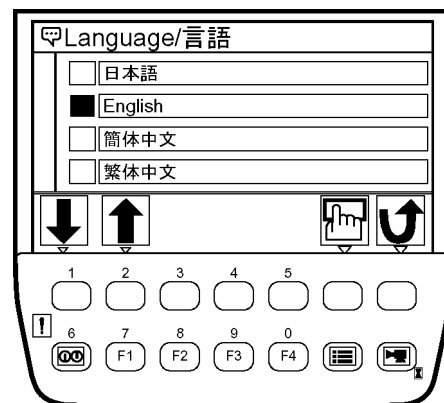 Language/言語
日本語
English
簡体中文
繁体中文
1 2 3 4 5
!
6 7 8 9 0
F1 F2 F3 F4